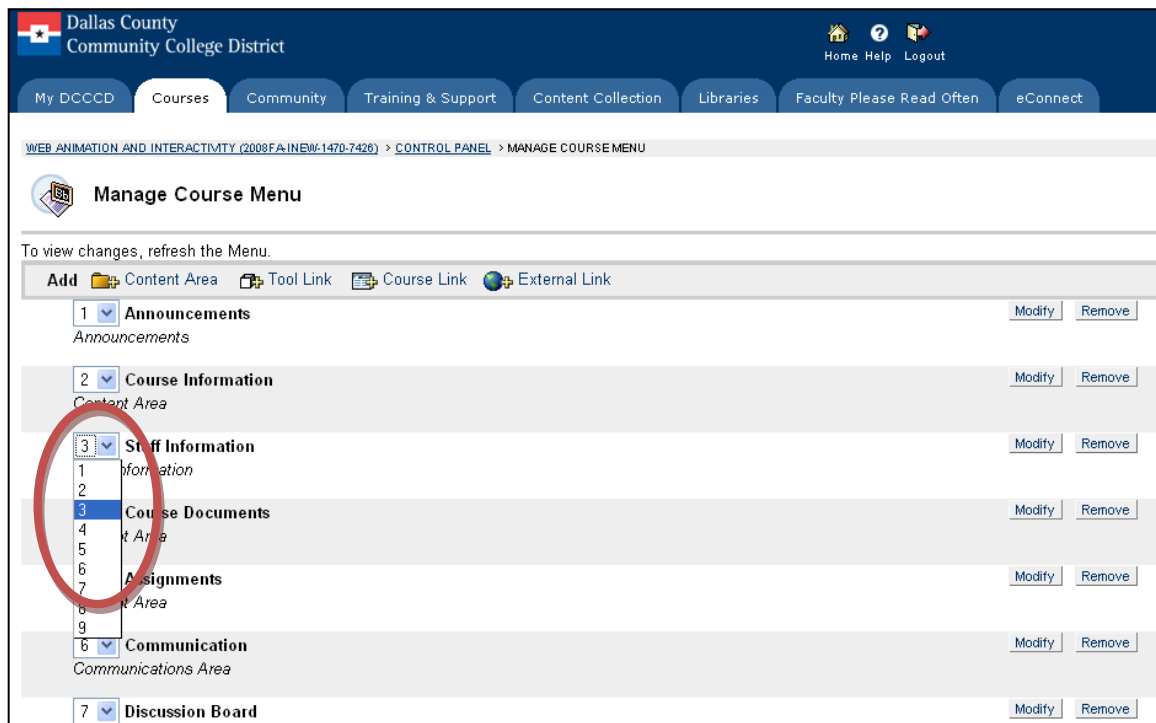 Dallas County
Community College District
Home Help Logout
My DCCCD Courses Community Training & Support Content Collection Libraries Faculty Please Read Often eConnect
WEB ANIMATION AND INTERACTIVITY (2008FA-INEW-1470-7426) > CONTROL PANEL > MANAGE COURSE MENU
Bb
Manage Course Menu
To view changes, refresh the Menu.
Add Content Area Tool Link Course Link External Link
1 Announcements Modify Remove
Announcements
2 Course Information Modify Remove
Content Area
3 Staff Information Modify Remove
1 nformation
2
3 Course Documents Modify Remove
4 t Area
5
6
7 Assignments Modify Remove
8 t Area
9
6 Communication Modify Remove
Communications Area
7 Discussion Board Modify Remove